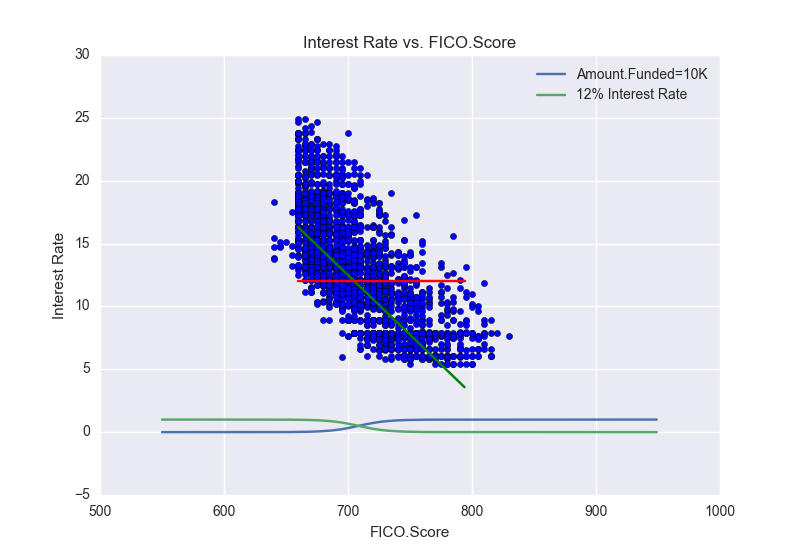 Interest Rate vs. FICO.Score
30
25
20
15
10
5
0
−5
Interest Rate
Amount.Funded=10K
12% Interest Rate
500 600 700 800 900 1000
FICO.Score